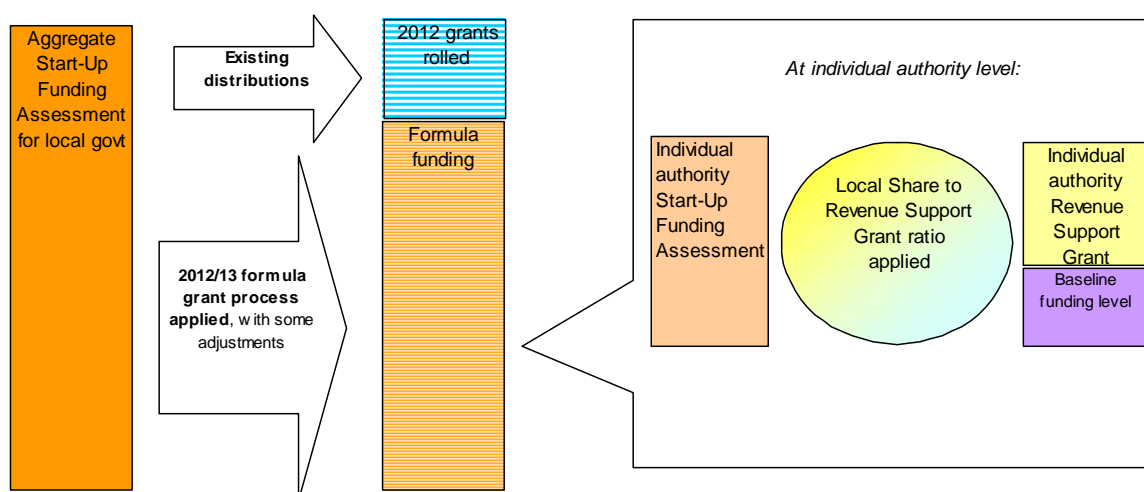 Aggregate
Start-Up
Funding
Assessment
for local govt
Existing
distributions
2012/13 formula
grant process
applied, with some
adjustments
2012 grants
rolled
Formula
funding
At individual authority level:
Individual
authority
Start-Up
Funding
Assessment
Local Share to
Revenue Support
Grant ratio
applied
Individual
authority
Revenue
Support
Grant
Baseline
funding level